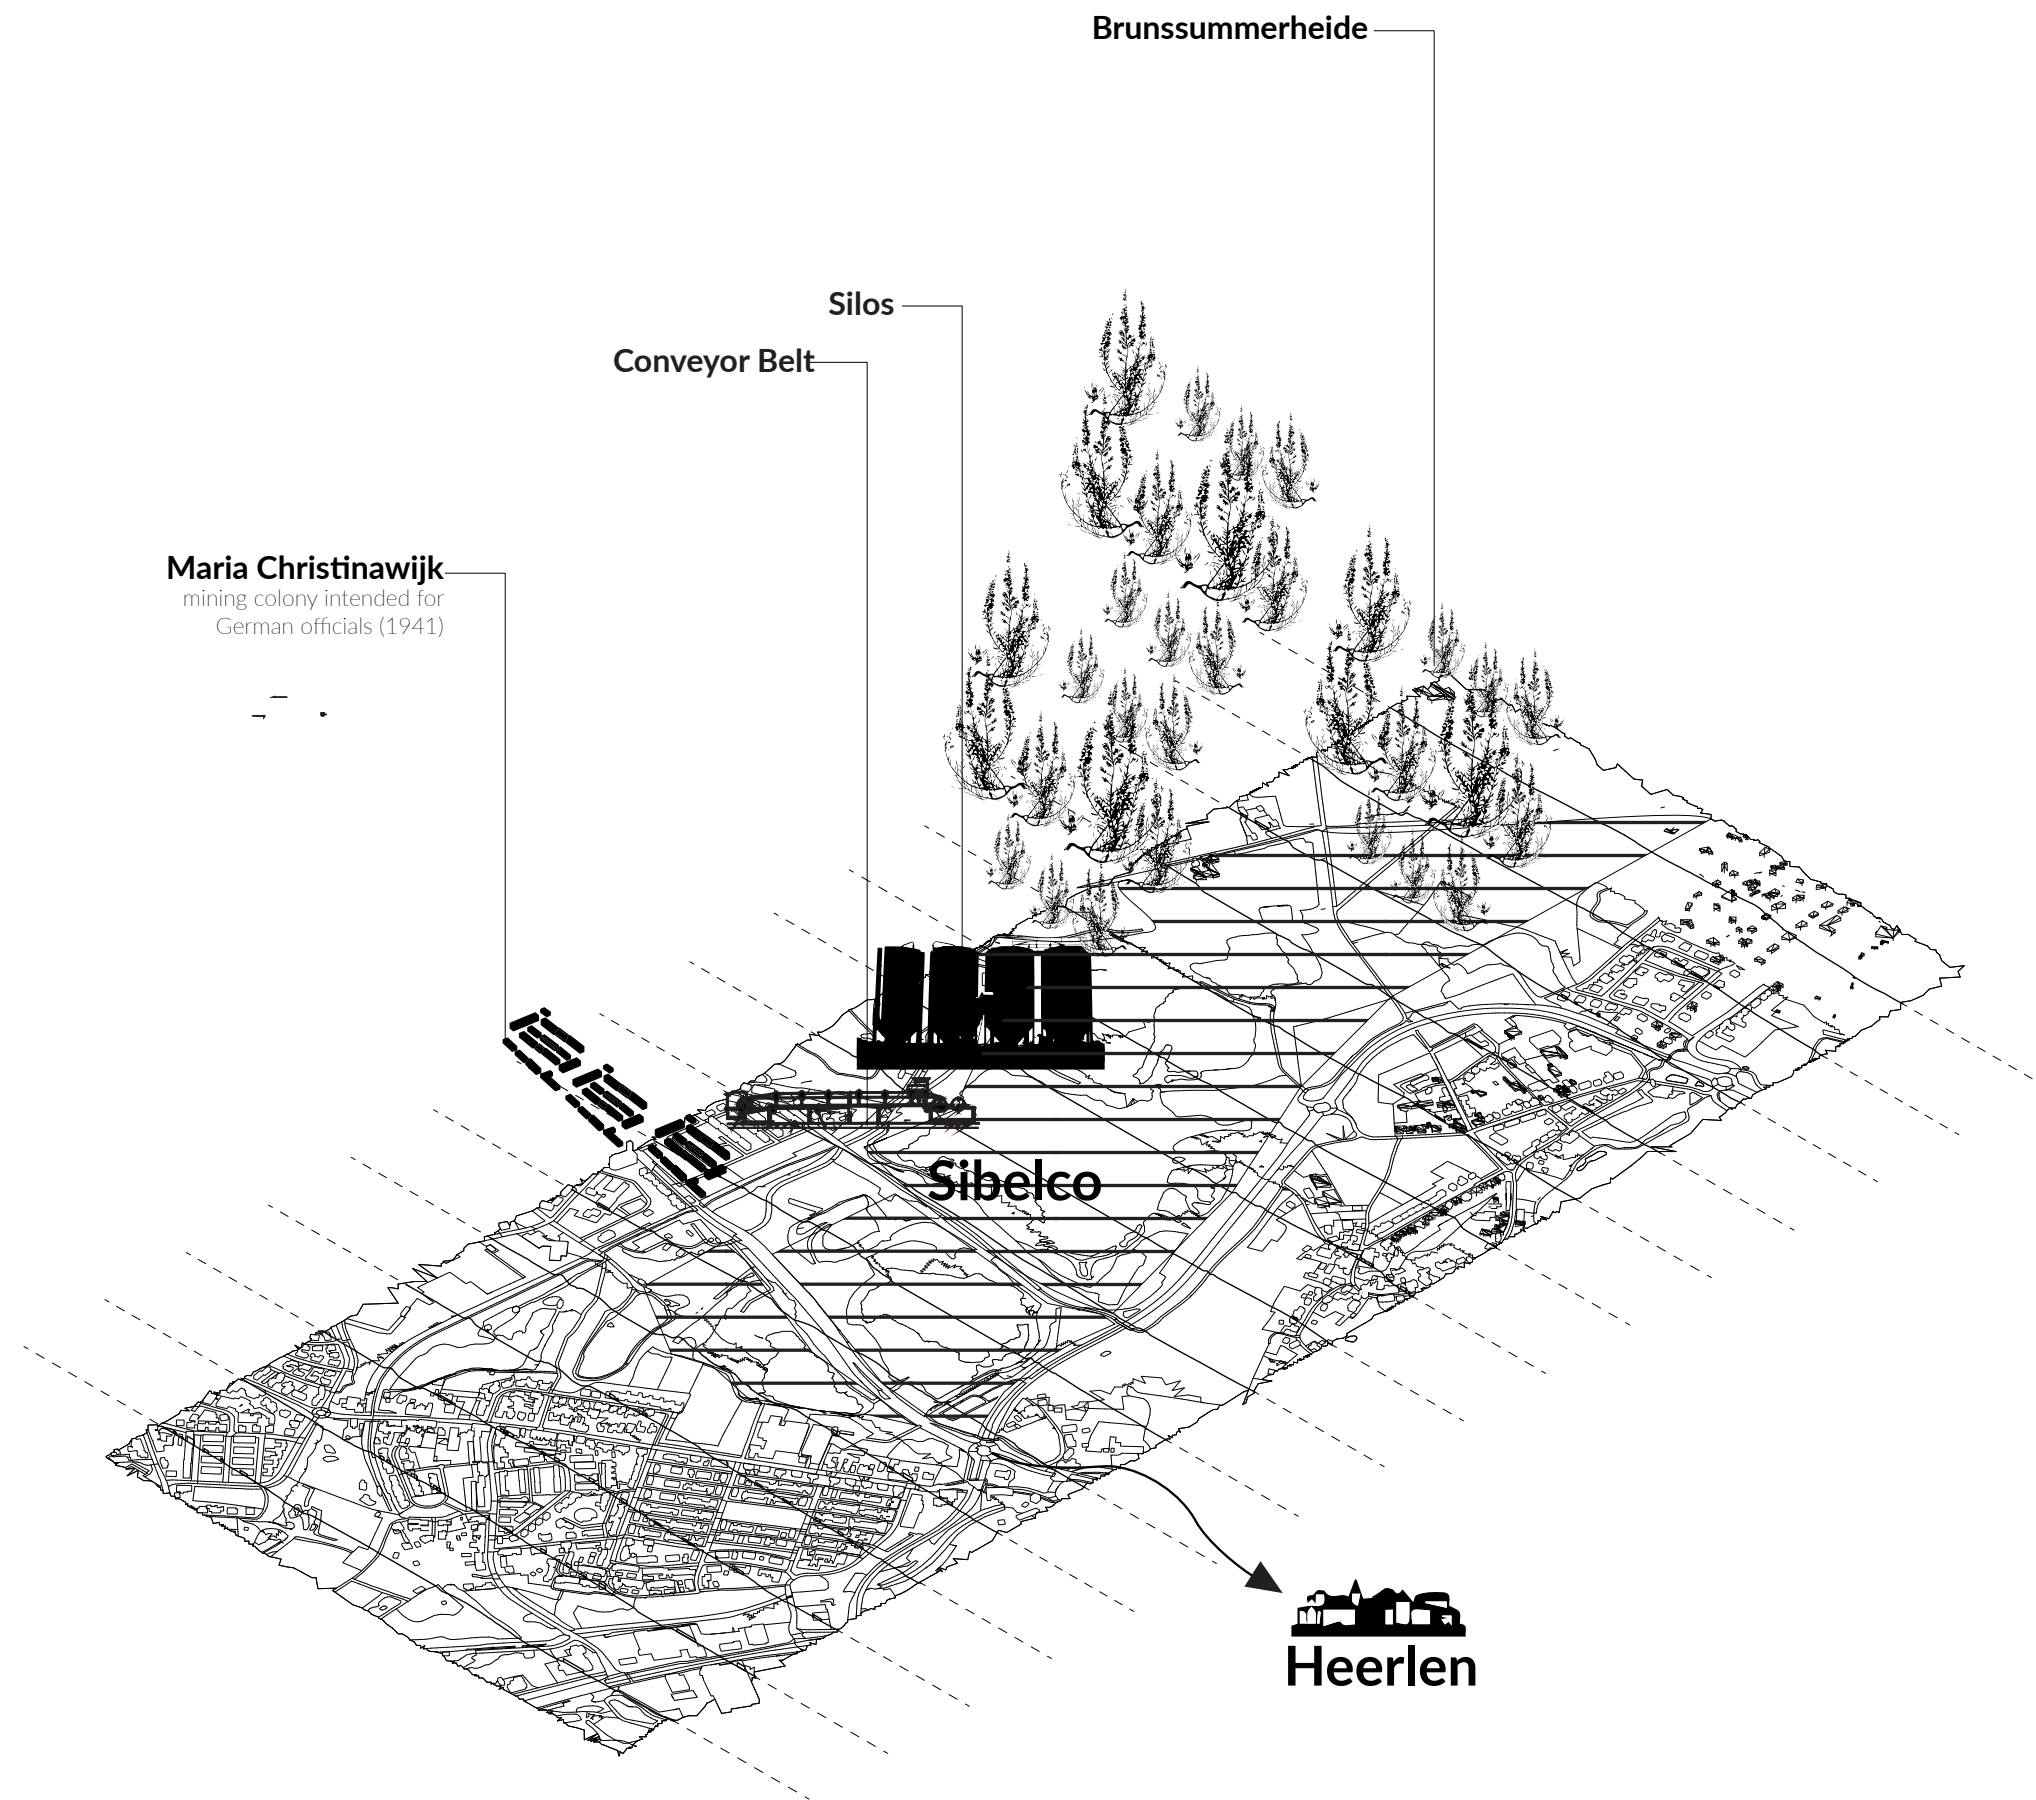 Brunssummerheide
Silos
Conveyor Belt
Maria Christinawijk
mining colony intended for
German officials (1941)
Sibelco
Heerlen